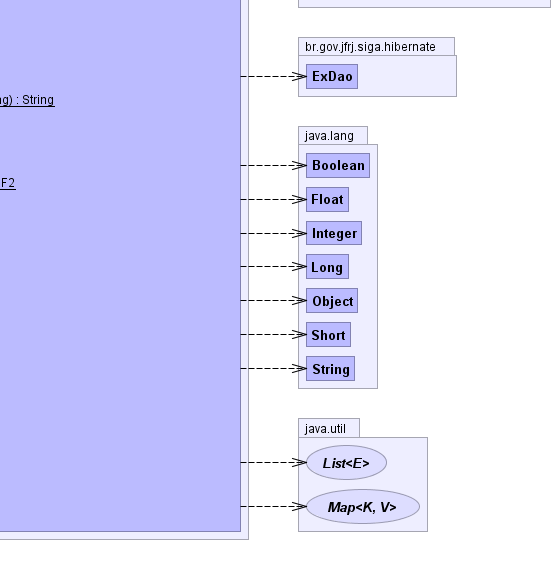 br.gov.jfrj.siga.hibernate
ExDao
ng) : String
java.lang
Boolean
F2
Float
Integer
Long
Object
Short
String
java.util
List<E>
Map<K, V>